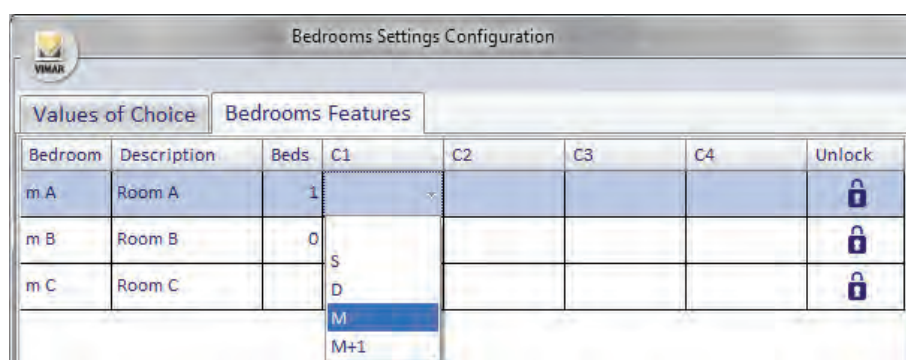 Bedrooms Settings Configuration
VIMAR
Values of Choice Bedrooms Features
Bedroom Description Beds C1 C2 C3 C4 Unlock
m A Room A 1
m B Room B 0
S
m C Room C D
M
M+1